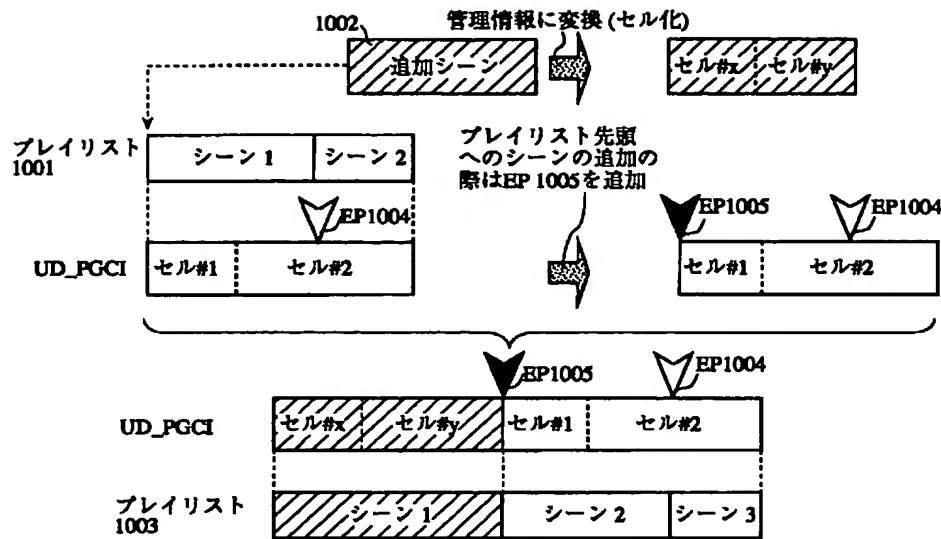 1002
管理情報に変換 (セル化)
追加シーン
セル#x
セル#y
プレイリスト
1001
シーン 1
シーン 2
プレイリスト先頭
へのシーンの追加の
際はEP 1005を追加
EP1004
EP1005
EP1004
UD_PGCI
セル#1
セル#2
セル#1
セル#2
EP1005
EP1004
UD_PGCI
セル#x
セル#y
セル#1
セル#2
プレイリスト
1003
シーン 1
シーン 2
シーン 3